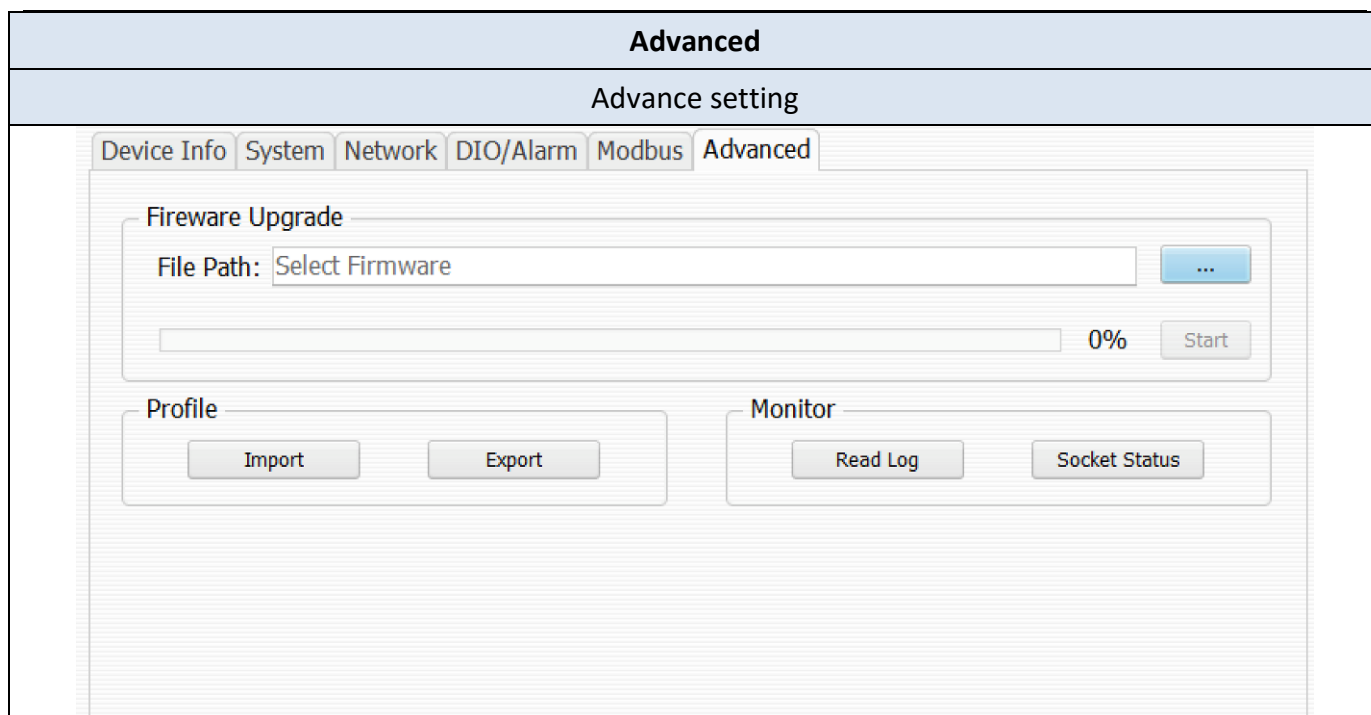 Advanced
Advance setting
Device Info System Network DIO/Alarm Modbus Advanced
Fireware Upgrade
File Path: Select Firmware ...
0% Start
Profile Monitor
Import Export Read Log Socket Status